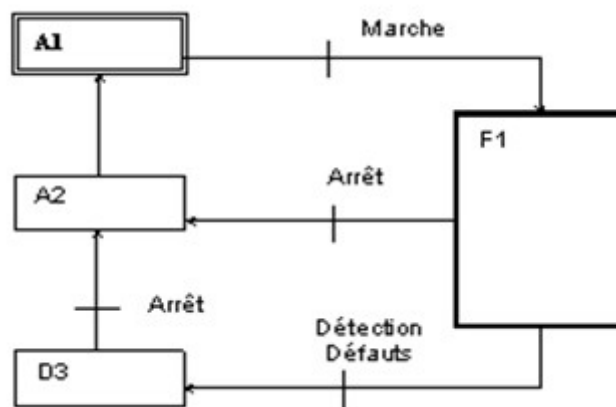 A1
Marche
F1
A2
Arrêt
Arrêt
Détection
Défauts
D3